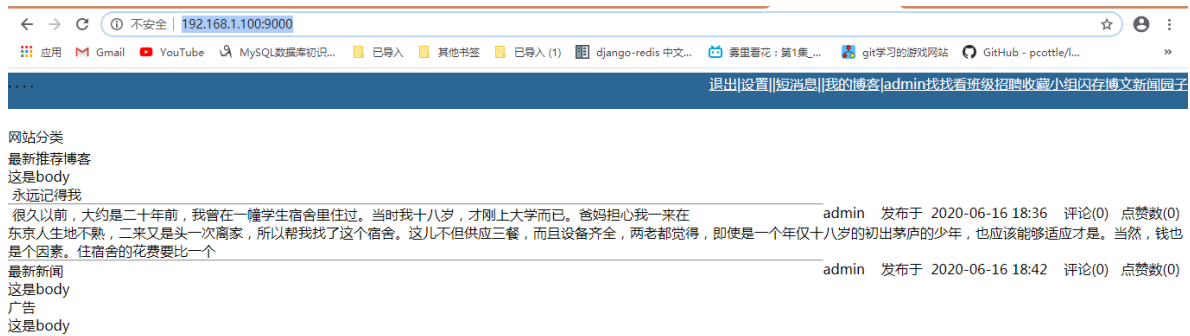 不安全 | 192.168.1.100:9000
应用 Gmail YouTube MySQL数据库初识... 已导入 其他书签 已导入 (1) django-redis 中文... 雾里看花：第1集_... git学习的游戏网站 GitHub - pcottle/l... »
. . . . 退出|设置||短消息||我的博客|admin找找看班级招聘收藏小组闪存博文新闻园子
网站分类
最新推荐博客
这是body
永远记得我
admin 发布于 2020-06-16 18:36 评论(0) 点赞数(0)
很久以前，大约是二十年前，我曾在一幢学生宿舍里住过。当时我十八岁，才刚上大学而已。爸妈担心我一来在
东京人生地不熟，二来又是头一次离家，所以帮我找了这个宿舍。这儿不但供应三餐，而且设备齐全，两老都觉得，即使是一个年仅十八岁的初出茅庐的少年，也应该能够适应才是。当然，钱也
是个因素。住宿舍的花费要比一个
admin 发布于 2020-06-16 18:42 评论(0) 点赞数(0)
最新新闻
这是body
广告
这是body